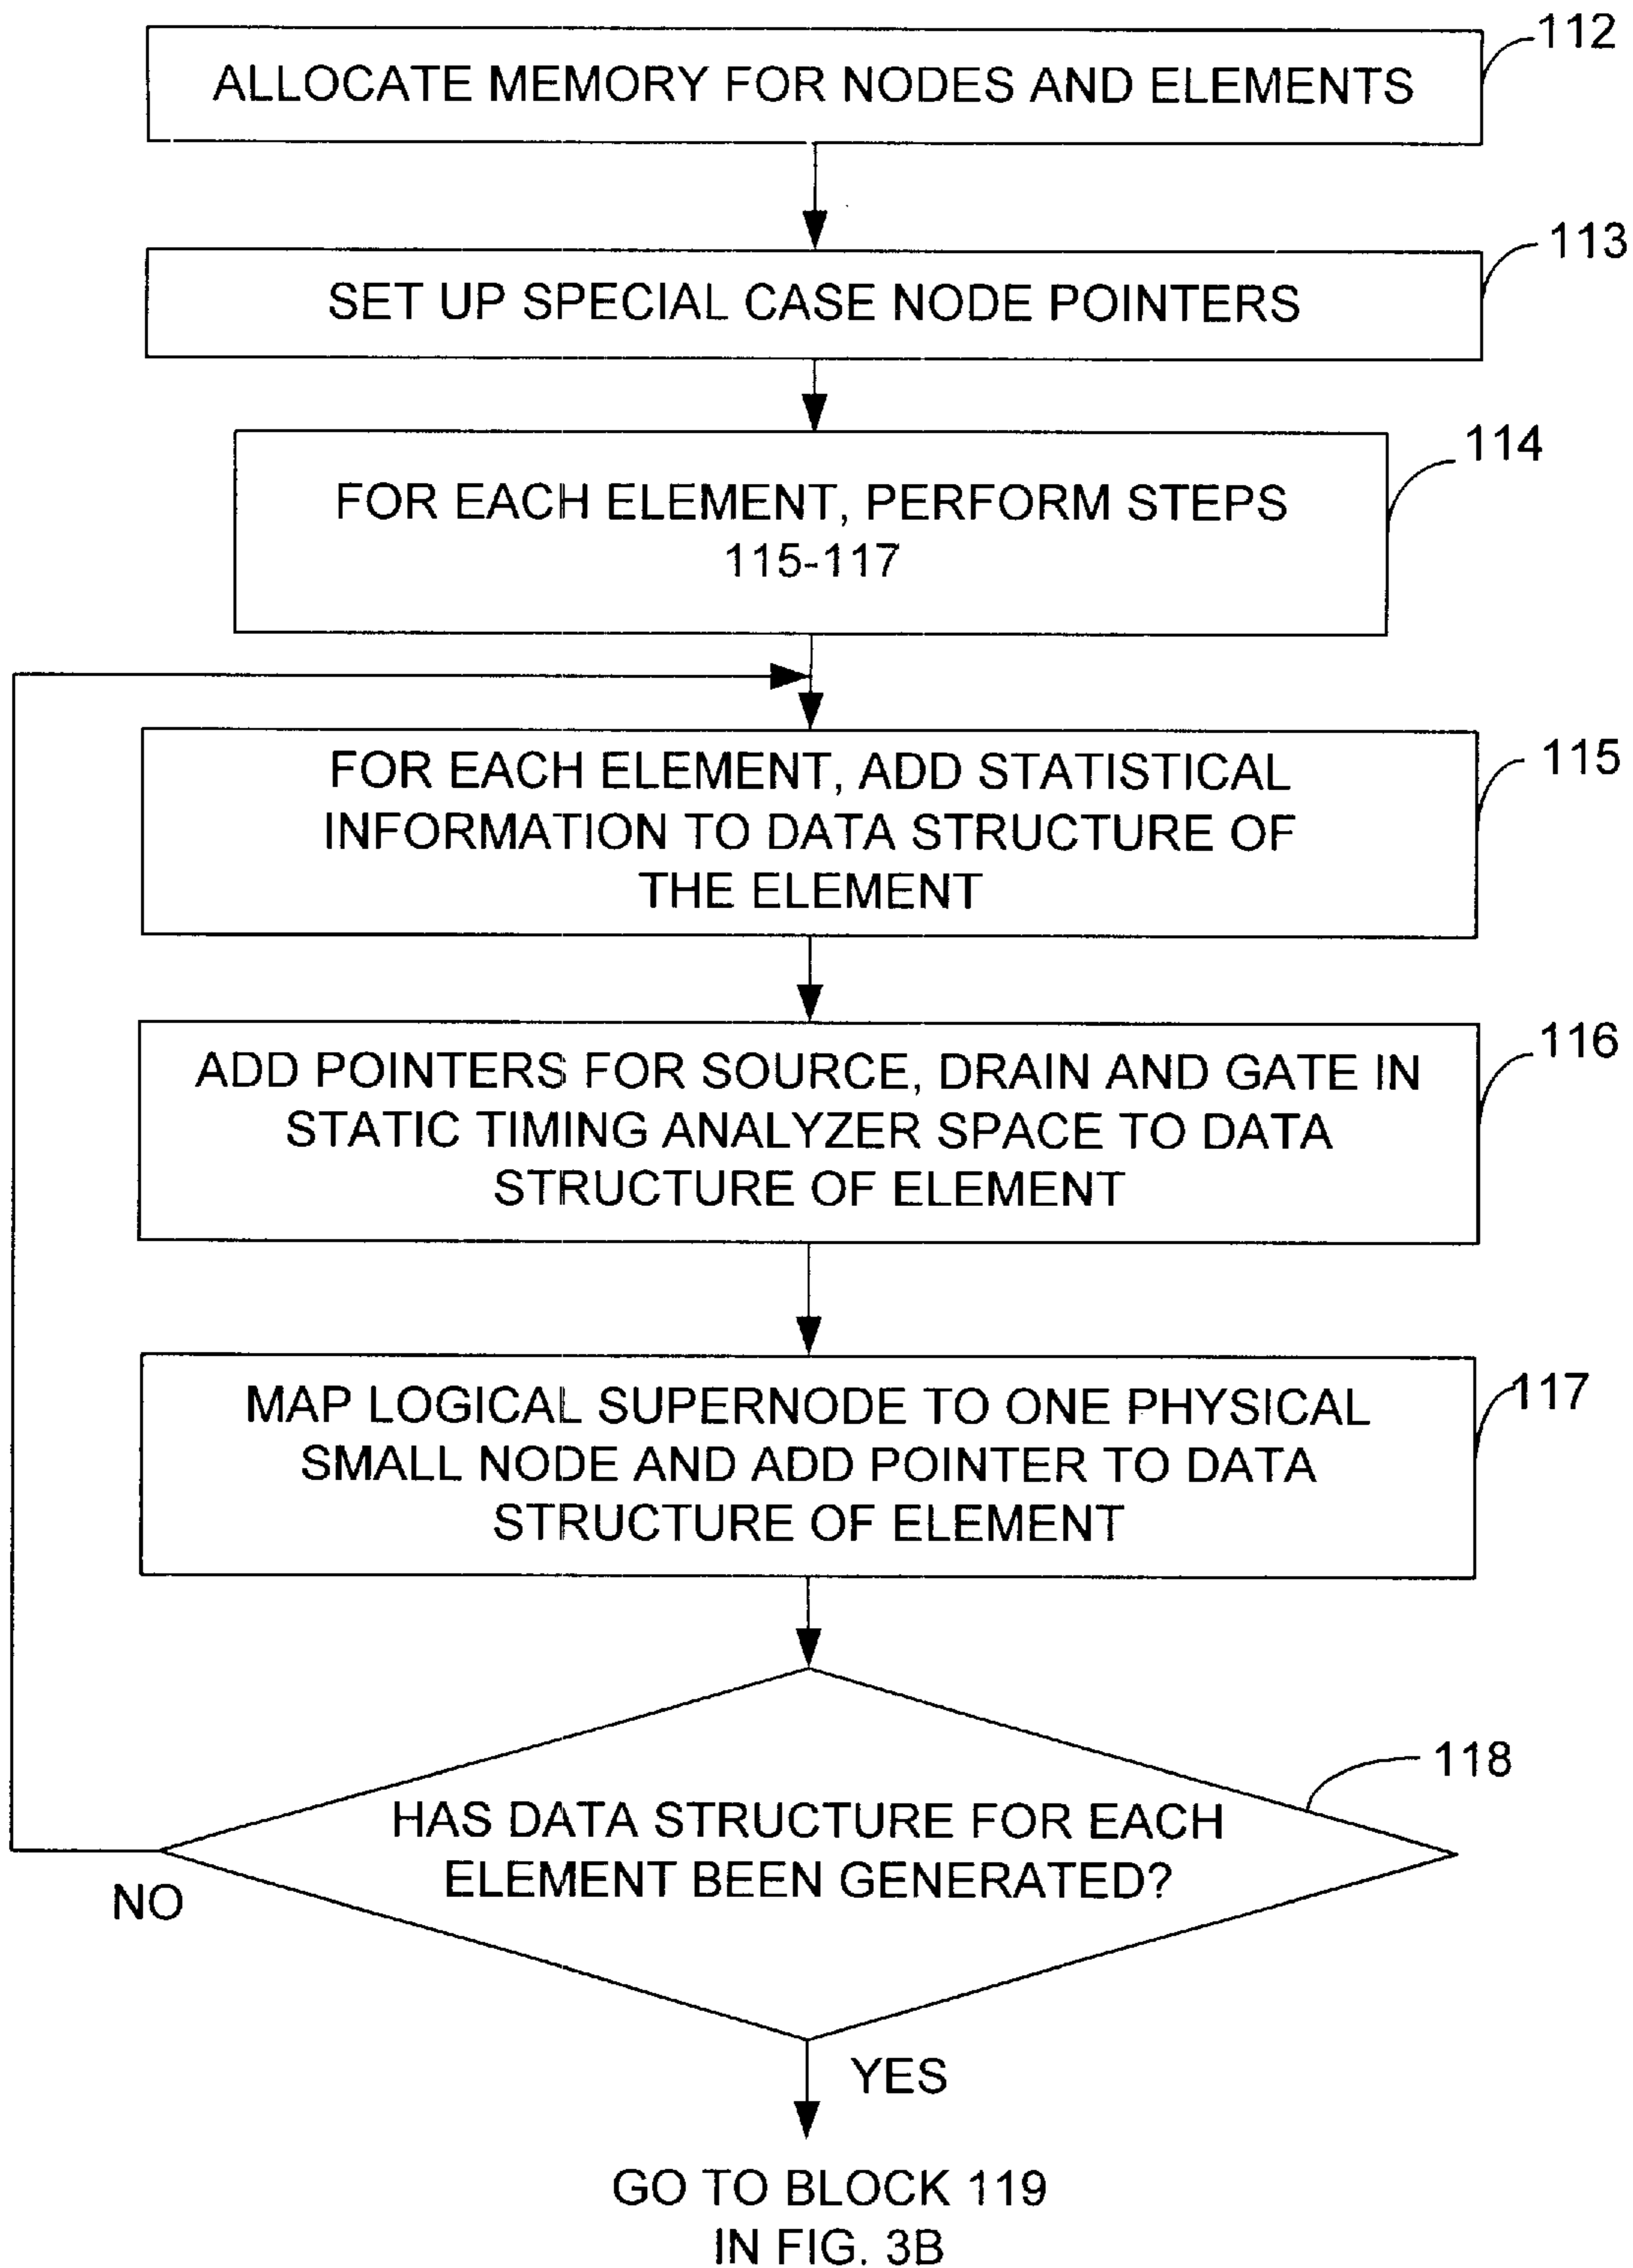 112
ALLOCATE MEMORY FOR NODES AND ELEMENTS
113
SET UP SPECIAL CASE NODE POINTERS
114
FOR EACH ELEMENT, PERFORM STEPS
115-117
115
FOR EACH ELEMENT, ADD STATISTICAL
INFORMATION TO DATA STRUCTURE OF
THE ELEMENT
116
ADD POINTERS FOR SOURCE, DRAIN AND GATE IN
STATIC TIMING ANALYZER SPACE TO DATA
STRUCTURE OF ELEMENT
117
MAP LOGICAL SUPERNODE TO ONE PHYSICAL
SMALL NODE AND ADD POINTER TO DATA
STRUCTURE OF ELEMENT
118
HAS DATA STRUCTURE FOR EACH
ELEMENT BEEN GENERATED?
NO
YES
GO TO BLOCK 119
IN FIG. 3B